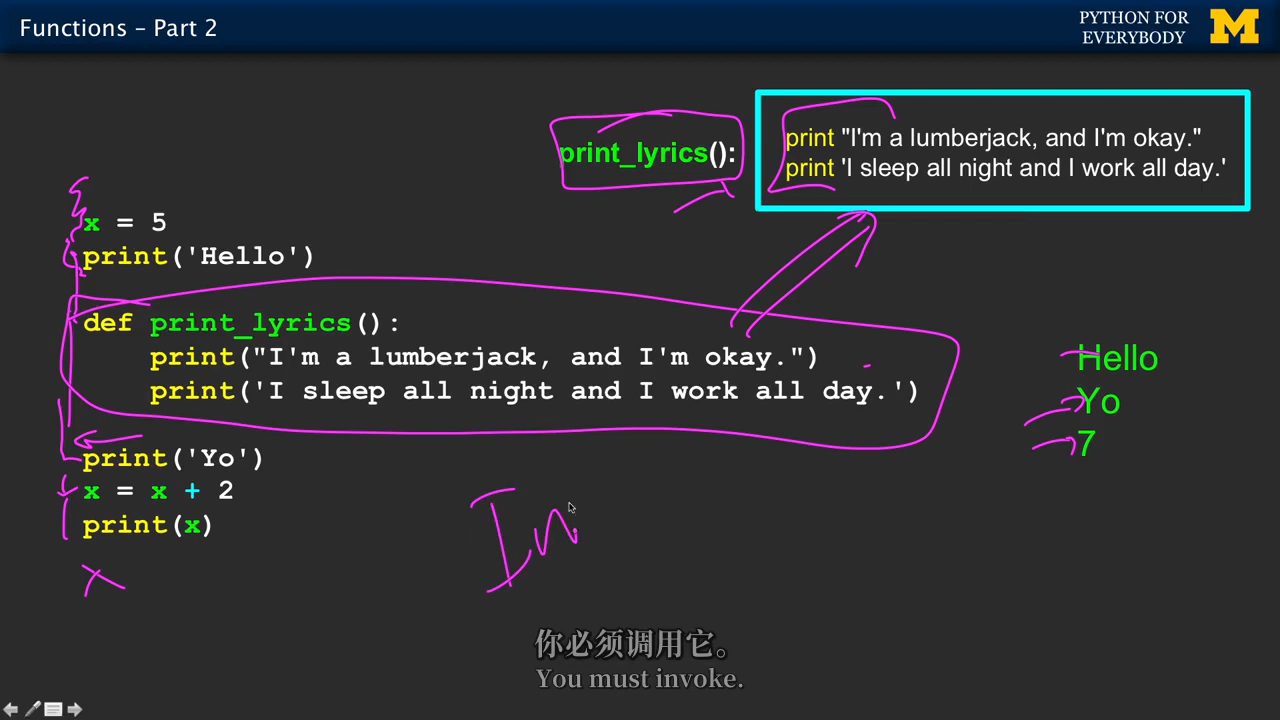 Functions – Part 2
PYTHON FOR
EVERYBODY
M
print_lyrics():
print "I'm a lumberjack, and I'm okay."
print 'I sleep all night and I work all day.'
x = 5
print('Hello')
def print_lyrics():
    print("I'm a lumberjack, and I'm okay.")
    print('I sleep all night and I work all day.')
print('Yo')
x = x + 2
print(x)
Hello
Yo
7
In
你必须调用它。
You must invoke.